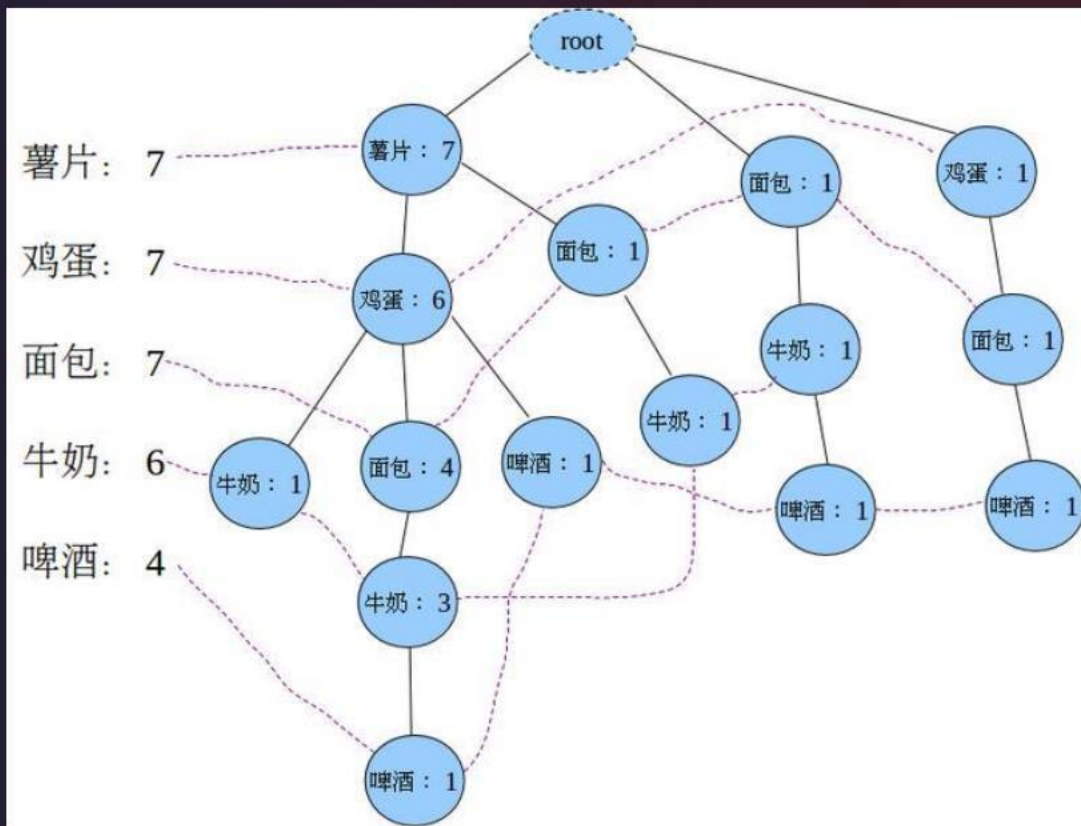 root
薯片： 7
薯片： 7
面包： 1
鸡蛋： 1
面包： 1
鸡蛋： 7
鸡蛋： 6
面包： 1
牛奶： 1
面包： 7
牛奶： 1
牛奶： 6
牛奶： 1
面包： 4
啤酒： 1
啤酒： 1
啤酒： 1
啤酒： 4
牛奶： 3
啤酒： 1